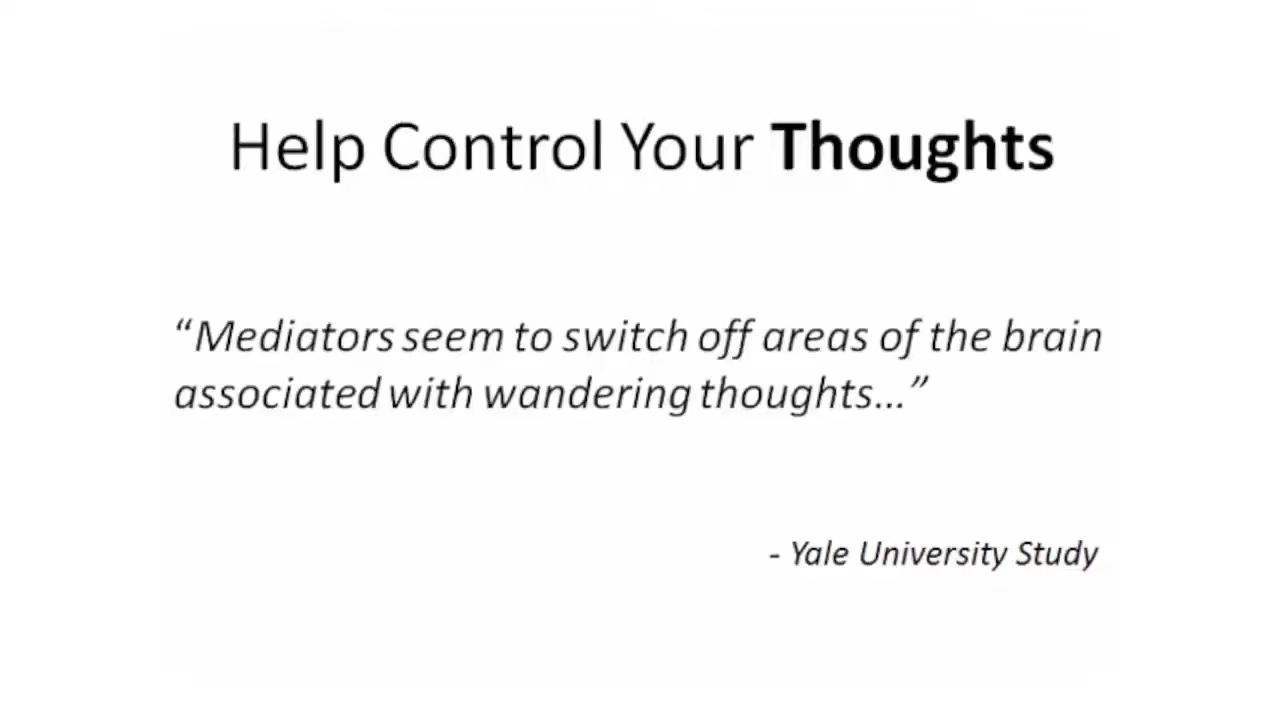 Help Control Your Thoughts
“Mediators seem to switch off areas of the brain
associated with wandering thoughts…”
- Yale University Study